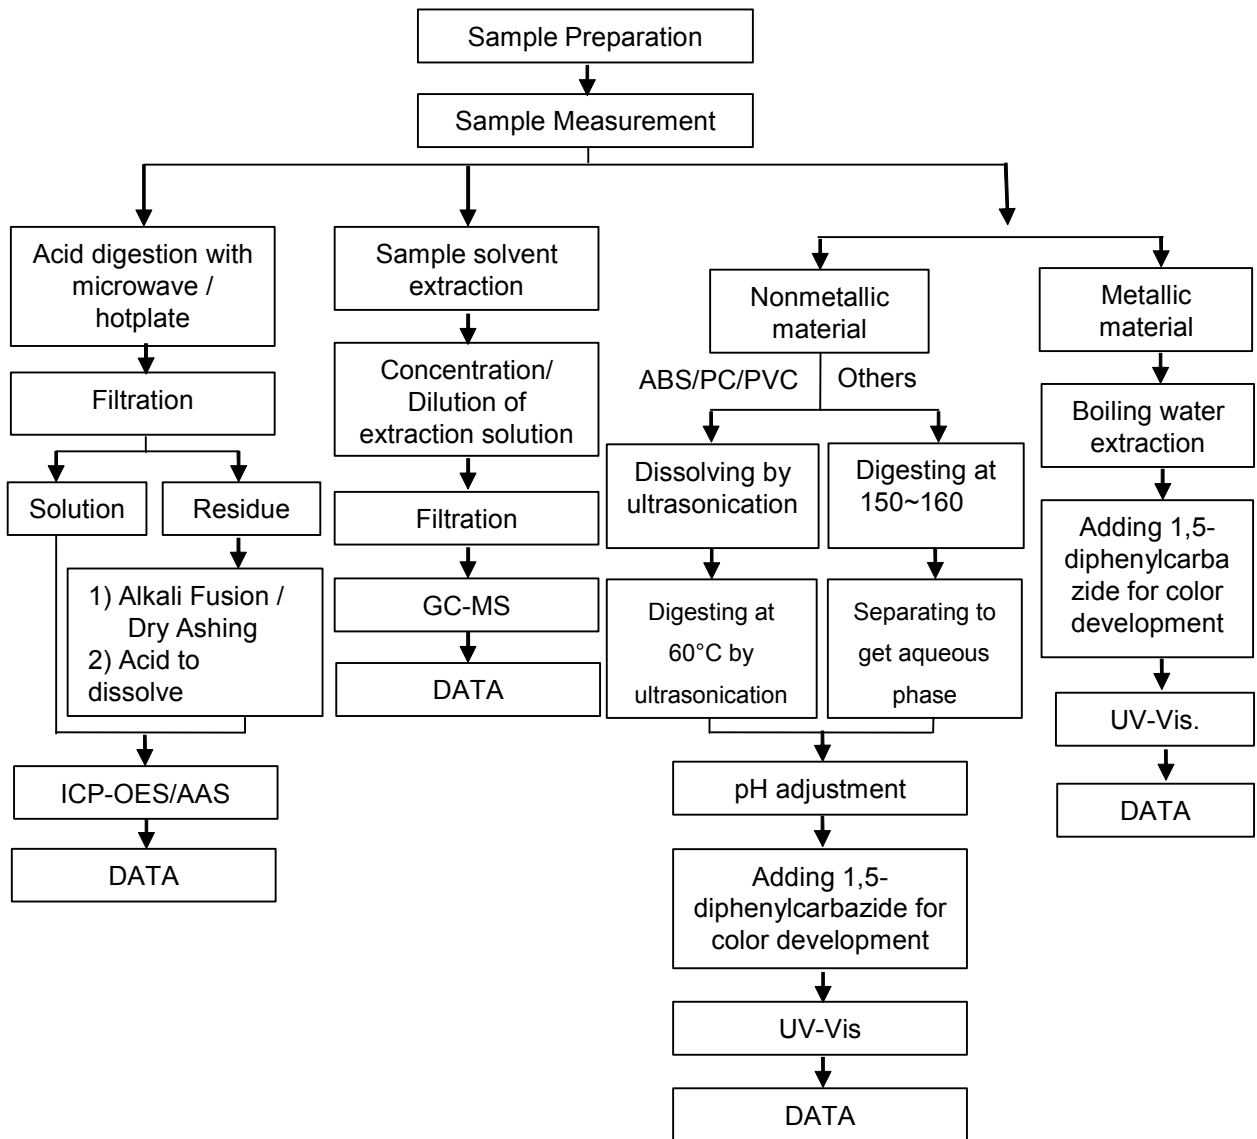 Sample Preparation
Sample Measurement
Acid digestion with
microwave /
hotplate
Filtration
Solution
Residue
1) Alkali Fusion /
Dry Ashing
2) Acid to
dissolve
ICP-OES/AAS
DATA
Sample solvent
extraction
Concentration/
Dilution of
extraction solution
Filtration
GC-MS
DATA
Nonmetallic
material
ABS/PC/PVC
Others
Dissolving by
ultrasonication
Digesting at
60°C by
ultrasonication
Digesting at
150~160
Separating to
get aqueous
phase
pH adjustment
Adding 1,5-
diphenylcarbazide for
color development
UV-Vis
DATA
Metallic
material
Boiling water
extraction
Adding 1,5-
diphenylcarba
zide for color
development
UV-Vis.
DATA